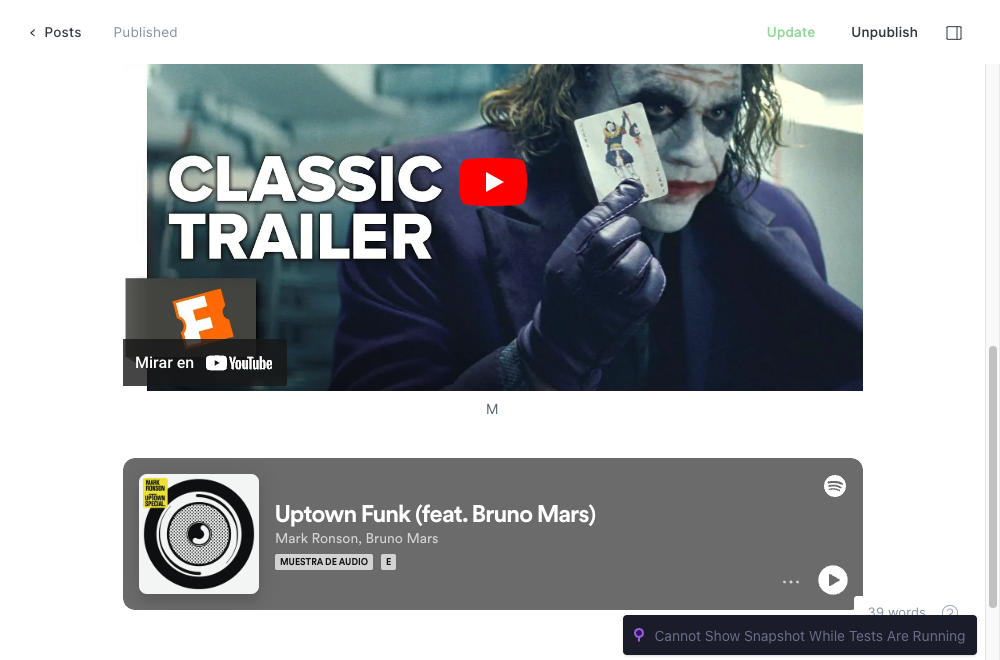 Posts
Published
Update
Unpublish
CLASSIC
TRAILER
Mirar en YouTube
M
MARK
RONSON
UPTOWN
SPECIAL
Uptown Funk (feat. Bruno Mars)
Mark Ronson, Bruno Mars
MUESTRA DE AUDIO E
39 words ?
Cannot Show Snapshot While Tests Are Running